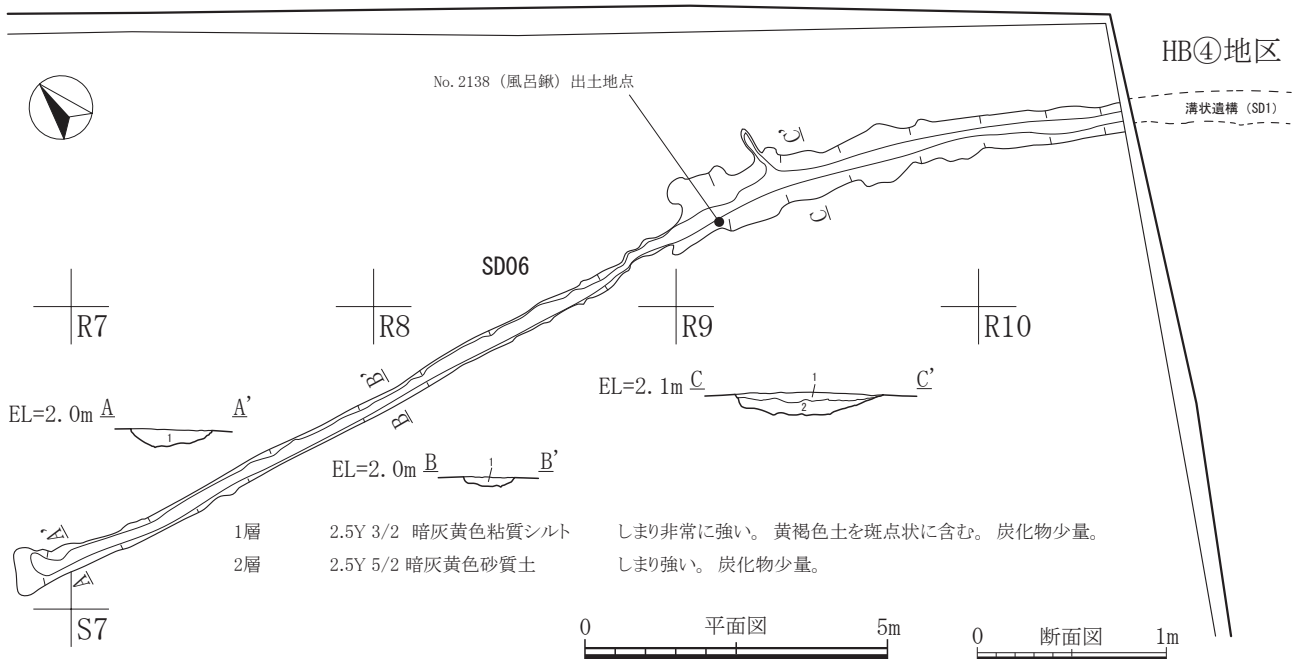 HB④地区
No.2138 (風呂鍬) 出土地点
溝状遺構 (SD1)
C'
C
SD06
R7
R8
R9
R10
B'
B
EL=2.1m C
C'
1
2
EL=2.0m A
A'
1
EL=2.0m B
B'
1
A'
A
1層 2.5Y 3/2 暗灰黄色粘質シルト しまり非常に強い。 黄褐色土を斑点状に含む。 炭化物少量。
2層 2.5Y 5/2 暗灰黄色砂質土 しまり強い。 炭化物少量。
S7
0 平面図 5m
0 断面図 1m